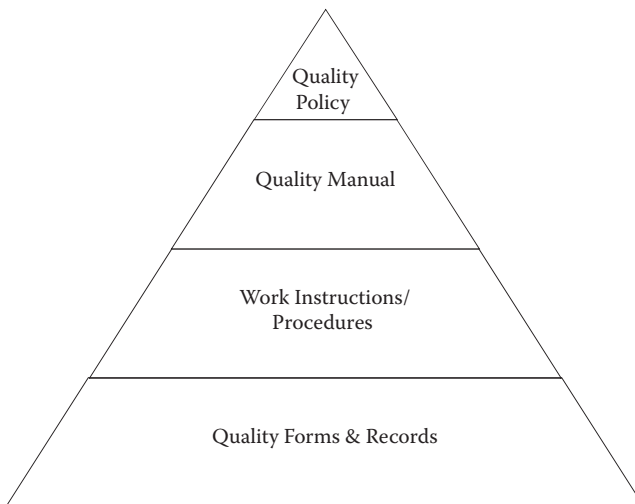 Quality
Policy
Quality Manual
Work Instructions/
Procedures
Quality Forms & Records